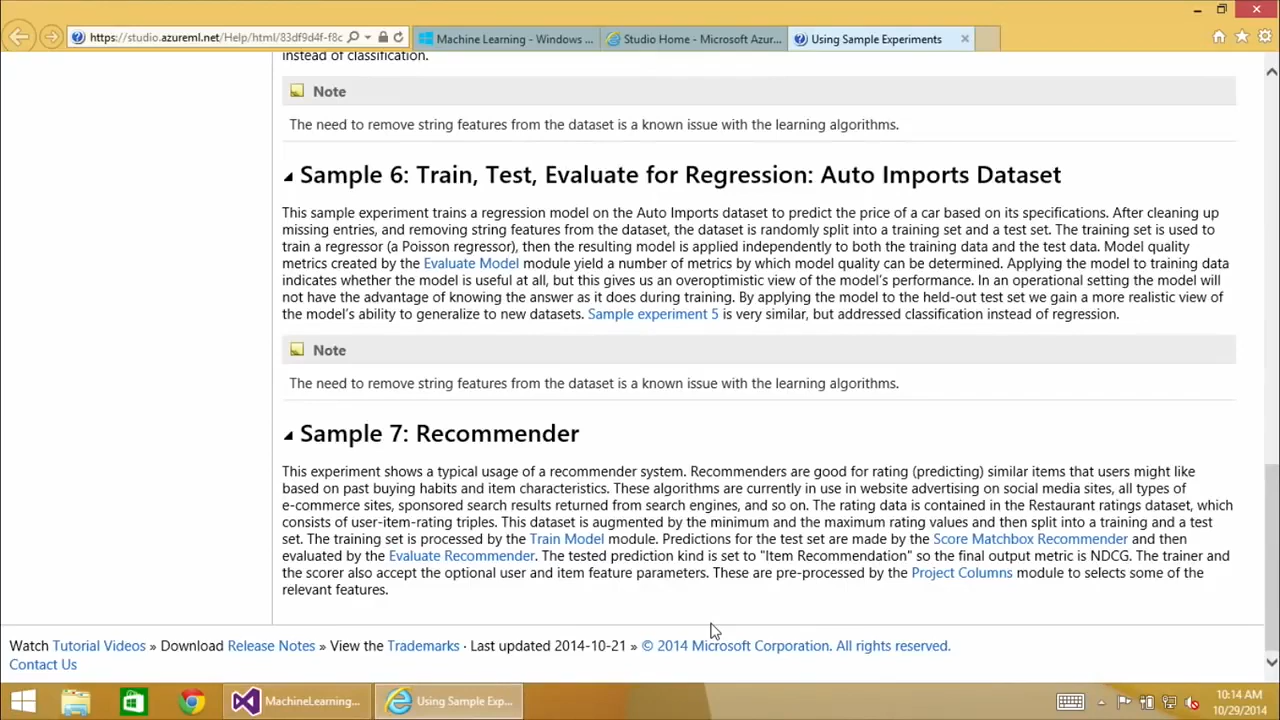 https://studio.azureml.net/Help/html/83df9d4f-f8c
Machine Learning - Windows ...
Studio Home - Microsoft Azur...
Using Sample Experiments
instead of classification.
Note
The need to remove string features from the dataset is a known issue with the learning algorithms.
Sample 6: Train, Test, Evaluate for Regression: Auto Imports Dataset
This sample experiment trains a regression model on the Auto Imports dataset to predict the price of a car based on its specifications. After cleaning up
missing entries, and removing string features from the dataset, the dataset is randomly split into a training set and a test set. The training set is used to
train a regressor (a Poisson regressor), then the resulting model is applied independently to both the training data and the test data. Model quality
metrics created by the Evaluate Model module yield a number of metrics by which model quality can be determined. Applying the model to training data
indicates whether the model is useful at all, but this gives us an overoptimistic view of the model's performance. In an operational setting the model will
not have the advantage of knowing the answer as it does during training. By applying the model to the held-out test set we gain a more realistic view of
the model's ability to generalize to new datasets. Sample experiment 5 is very similar, but addressed classification instead of regression.
Note
The need to remove string features from the dataset is a known issue with the learning algorithms.
Sample 7: Recommender
This experiment shows a typical usage of a recommender system. Recommenders are good for rating (predicting) similar items that users might like
based on past buying habits and item characteristics. These algorithms are currently in use in website advertising on social media sites, all types of
e-commerce sites, sponsored search results returned from search engines, and so on. The rating data is contained in the Restaurant ratings dataset, which
consists of user-item-rating triples. This dataset is augmented by the minimum and the maximum rating values and then split into a training and a test
set. The training set is processed by the Train Model module. Predictions for the test set are made by the Score Matchbox Recommender and then
evaluated by the Evaluate Recommender. The tested prediction kind is set to "Item Recommendation" so the final output metric is NDCG. The trainer and
the scorer also accept the optional user and item feature parameters. These are pre-processed by the Project Columns module to selects some of the
relevant features.
Watch Tutorial Videos » Download Release Notes » View the Trademarks · Last updated 2014-10-21 » © 2014 Microsoft Corporation. All rights reserved.
Contact Us
MachineLearning...
Using Sample Exp...
10:14 AM
10/29/2014